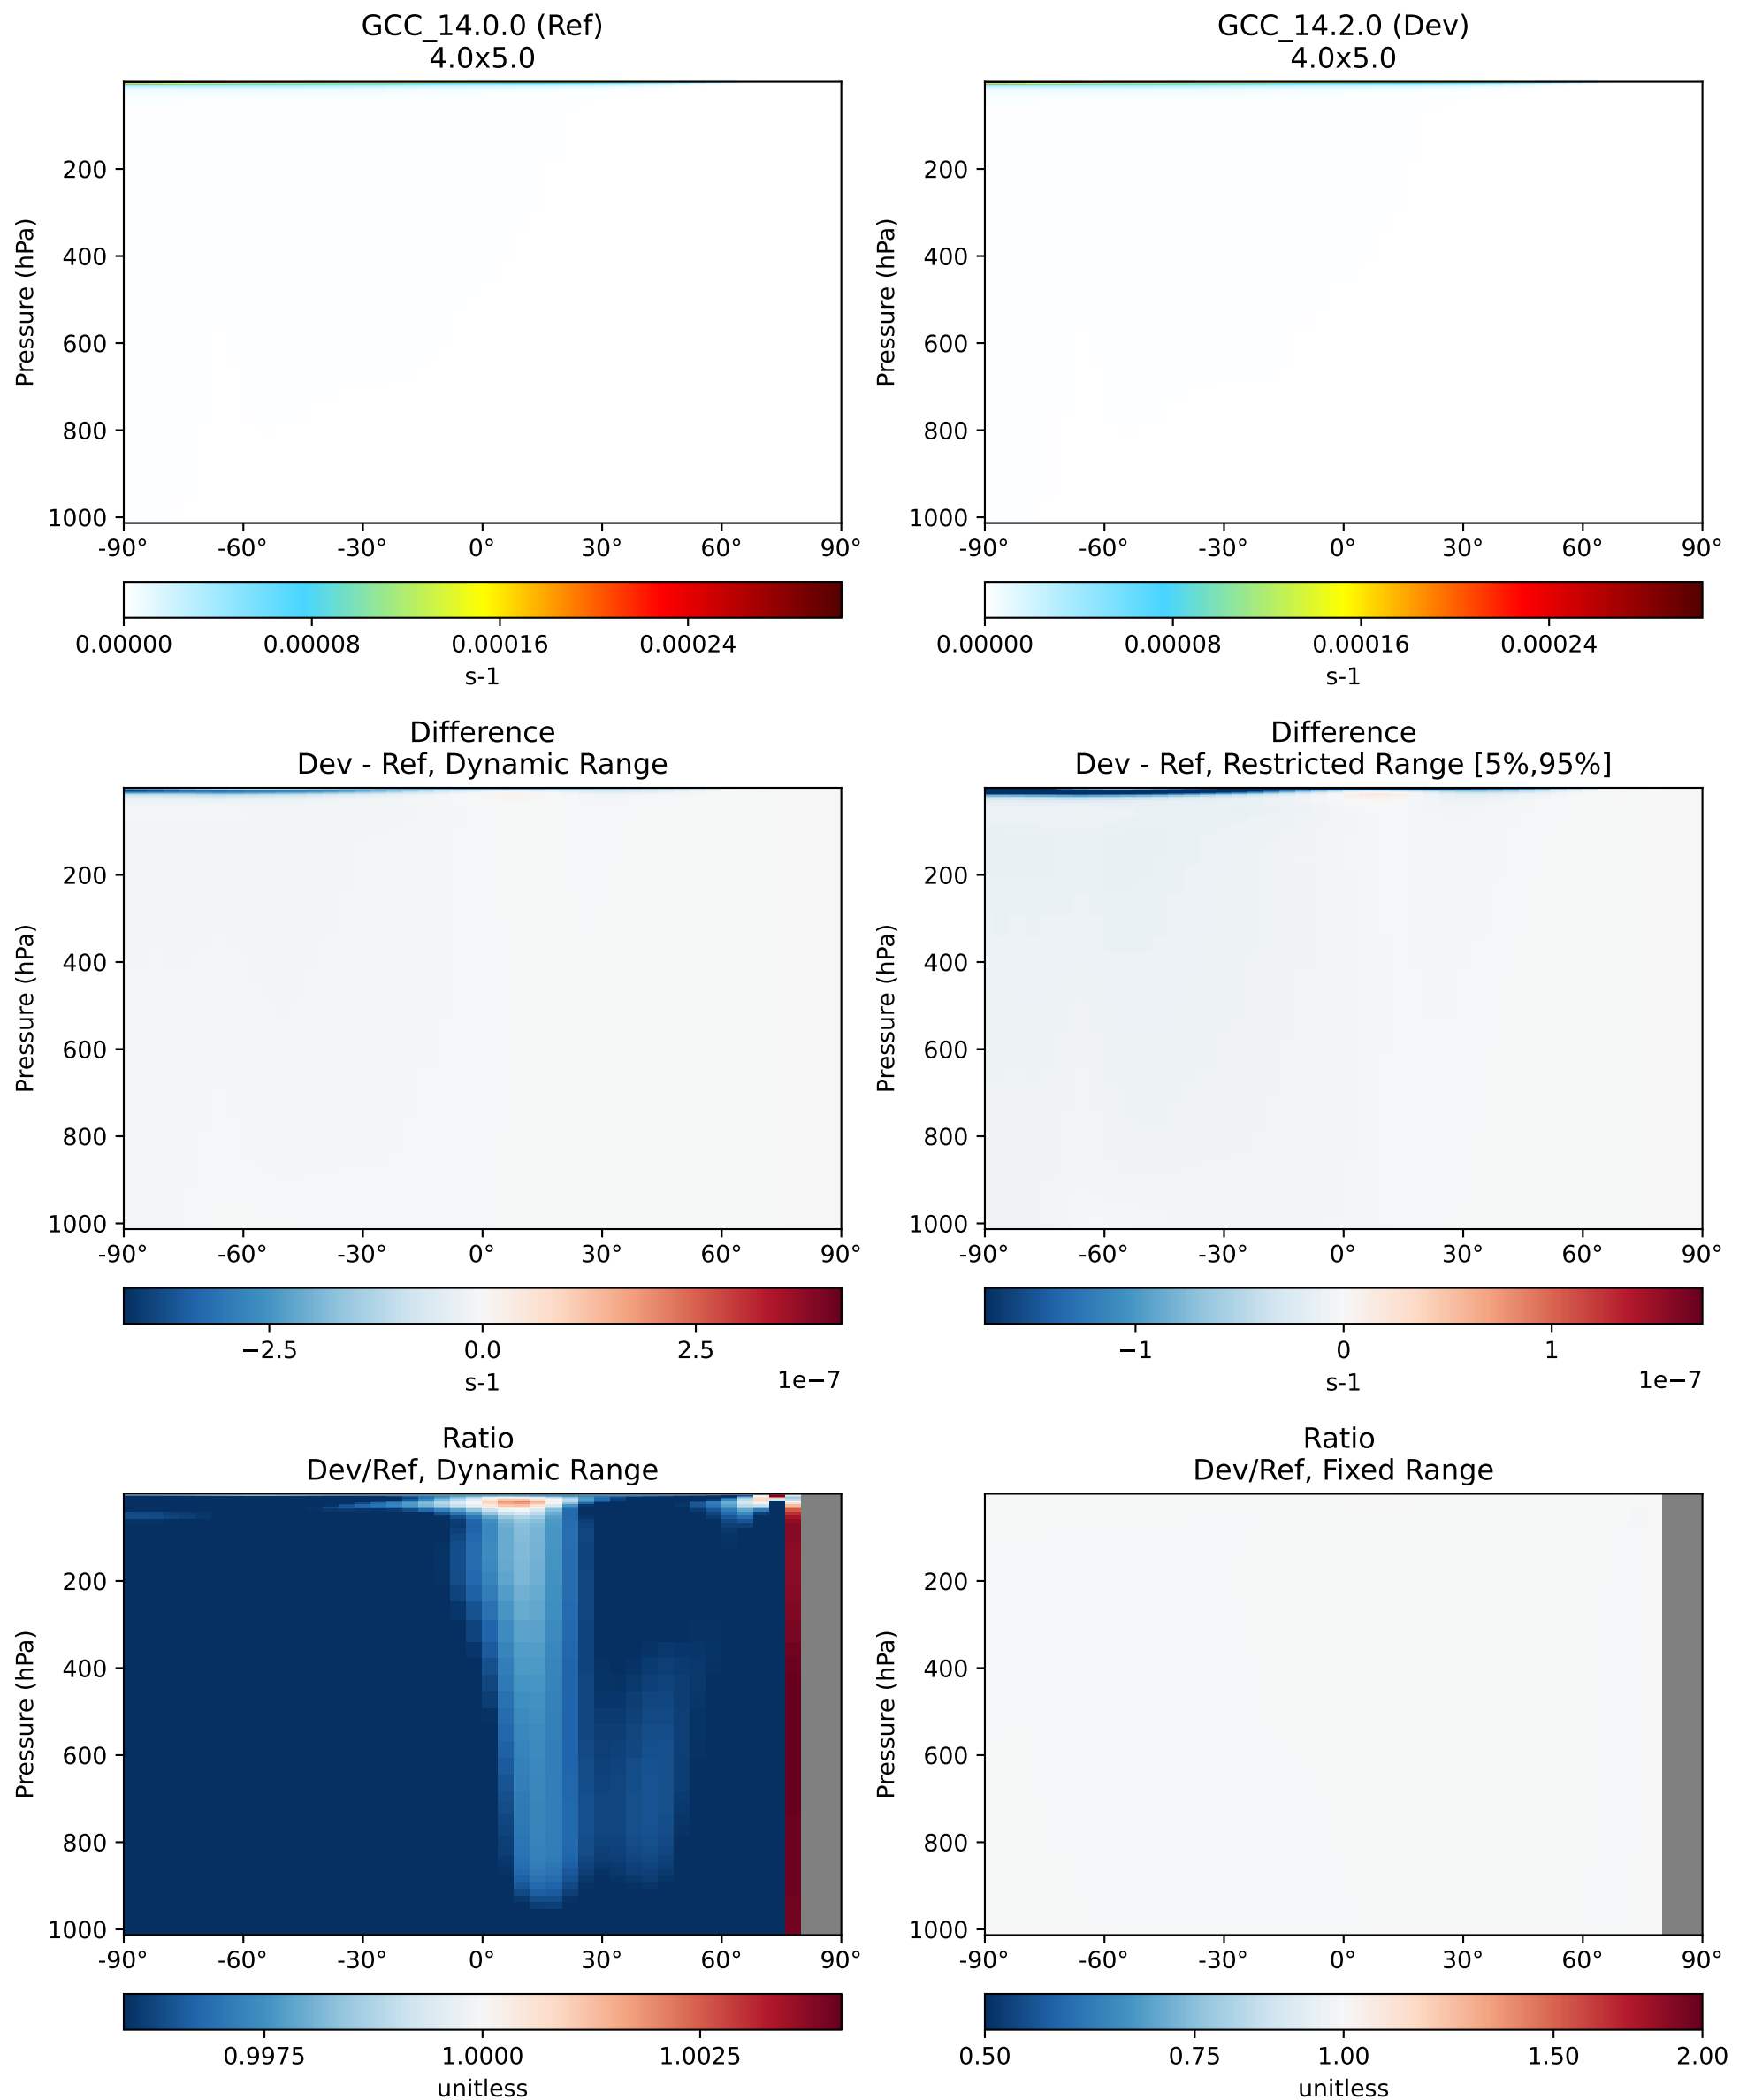 GCC_14.0.0 (Ref)
4.0x5.0
Pressure (hPa)
200
400
600
800
1000
-90° -60° -30° 0° 30° 60° 90°
0.00000 0.00008 0.00016 0.00024
s-1
GCC_14.2.0 (Dev)
4.0x5.0
Pressure (hPa)
200
400
600
800
1000
-90° -60° -30° 0° 30° 60° 90°
0.00000 0.00008 0.00016 0.00024
s-1
Difference
Dev - Ref, Dynamic Range
Pressure (hPa)
200
400
600
800
1000
-90° -60° -30° 0° 30° 60° 90°
−2.5 0.0 2.5
s-1 1e−7
Difference
Dev - Ref, Restricted Range [5%,95%]
Pressure (hPa)
200
400
600
800
1000
-90° -60° -30° 0° 30° 60° 90°
−1 0 1
s-1 1e−7
Ratio
Dev/Ref, Dynamic Range
Pressure (hPa)
200
400
600
800
1000
-90° -60° -30° 0° 30° 60° 90°
0.9975 1.0000 1.0025
unitless
Ratio
Dev/Ref, Fixed Range
Pressure (hPa)
200
400
600
800
1000
-90° -60° -30° 0° 30° 60° 90°
0.50 0.75 1.00 1.50 2.00
unitless